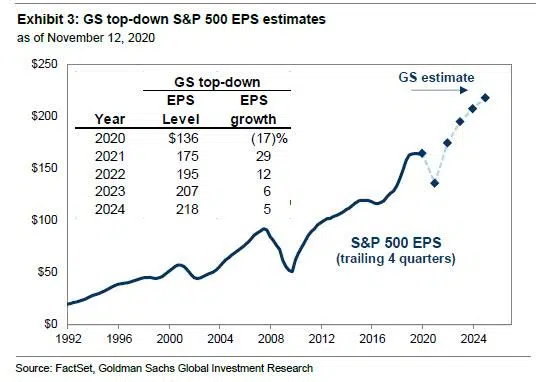 Exhibit 3: GS top-down S&P 500 EPS estimates
as of November 12, 2020
$250
$200
$150
$100
$50
$0
GS top-down
EPS EPS
Year Level growth
2020 $136 (17)%
2021 175 29
2022 195 12
2023 207 6
2024 218 5
GS estimate
S&P 500 EPS
(trailing 4 quarters)
1992 1996 2000 2004 2008 2012 2016 2020 2024
Source: FactSet, Goldman Sachs Global Investment Research